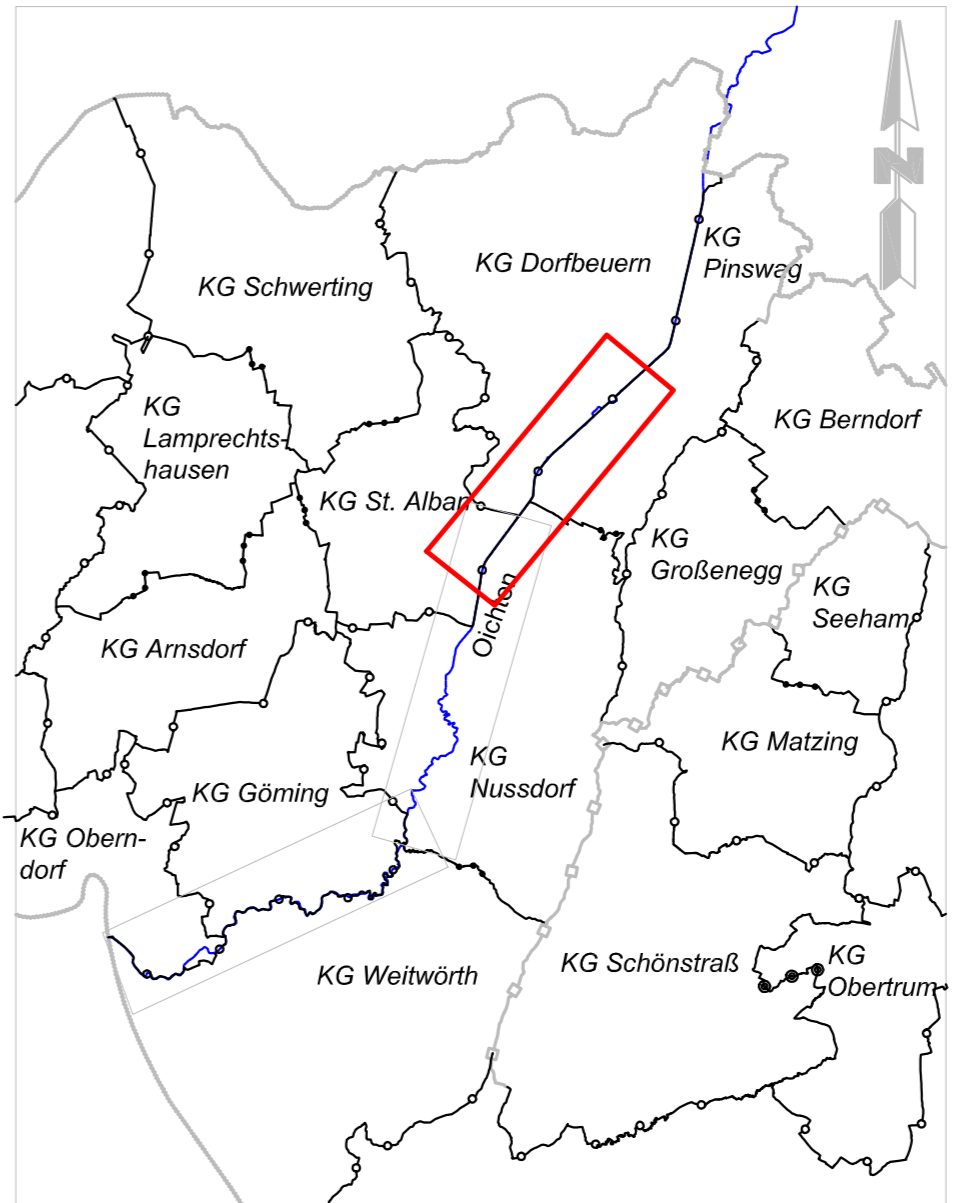 N
KG
Pinswag
KG Dorfbeuern
KG Schwerting
KG
Lamprechts-
hausen
KG Berndorf
KG St. Alban
KG
Großenegg
KG
Seeham
Oichten
KG Arnsdorf
KG Matzing
KG
Nussdorf
KG Göming
KG Obern-
dorf
KG Weitwörth
KG Schönstraß
KG
Obertrum